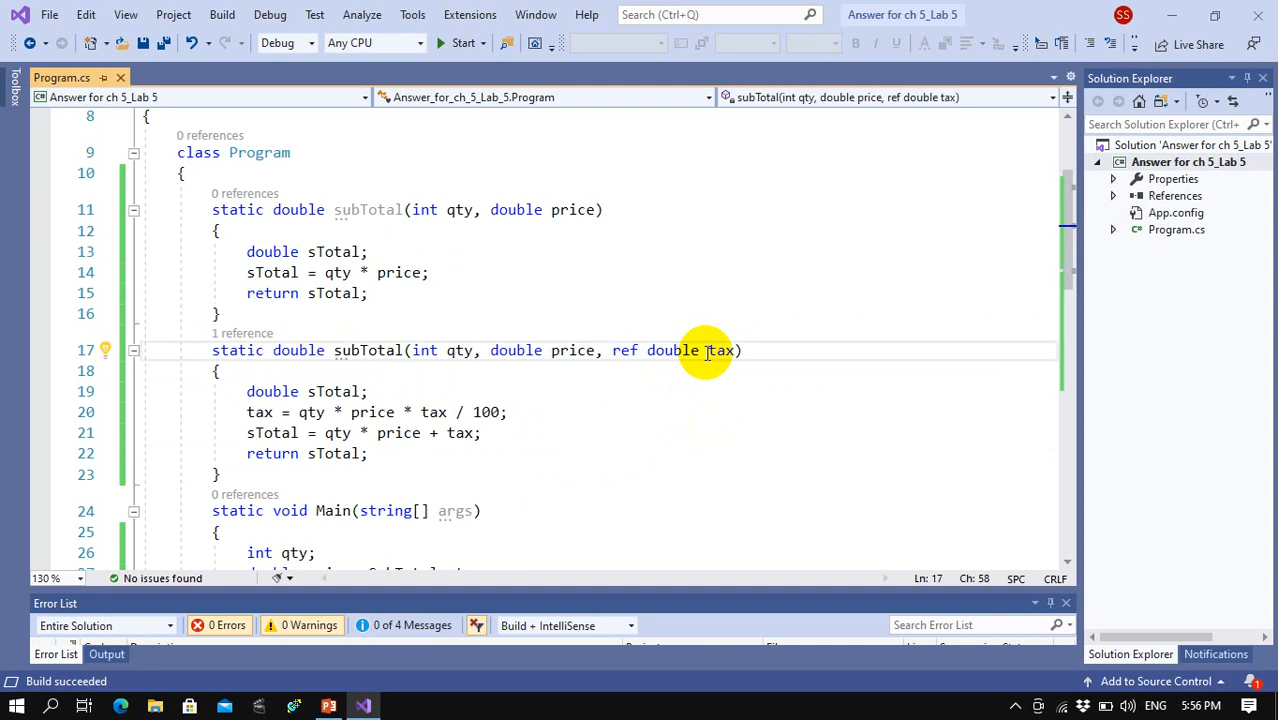 File Edit View Project Build Debug Test Analyze Tools Extensions Window Help Search (Ctrl+Q) Answer for ch 5_Lab 5 SS
Debug Any CPU Start Live Share
Toolbox
Program.cs
Answer for ch 5_Lab 5 Answer_for_ch_5_Lab_5.Program subTotal(int qty, double price, ref double tax)
8 {
0 references
9 class Program
10 {
0 references
11 static double subTotal(int qty, double price)
12 {
13 double sTotal;
14 sTotal = qty * price;
15 return sTotal;
16 }
1 reference
17 static double subTotal(int qty, double price, ref double tax)
18 {
19 double sTotal;
20 tax = qty * price * tax / 100;
21 sTotal = qty * price + tax;
22 return sTotal;
23 }
0 references
24 static void Main(string[] args)
25 {
26 int qty;
130 % No issues found Ln: 17 Ch: 58 SPC CRLF
Error List
Entire Solution 0 Errors 0 Warnings 0 of 4 Messages Build + IntelliSense Search Error List
Error List Output
Solution Explorer
Search Solution Explorer (Ctrl+
Solution 'Answer for ch 5_Lab 5'
Answer for ch 5_Lab 5
Properties
References
App.config
Program.cs
Solution Explorer Notifications
Build succeeded Add to Source Control 1
ENG 5:56 PM